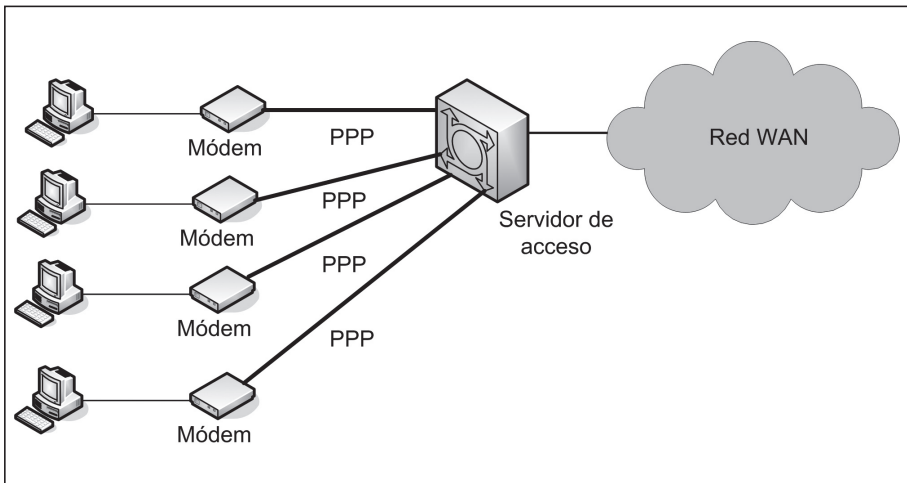 Módem
PPP
Módem
PPP
Módem
PPP
Módem
PPP
Servidor de
acceso
Red WAN